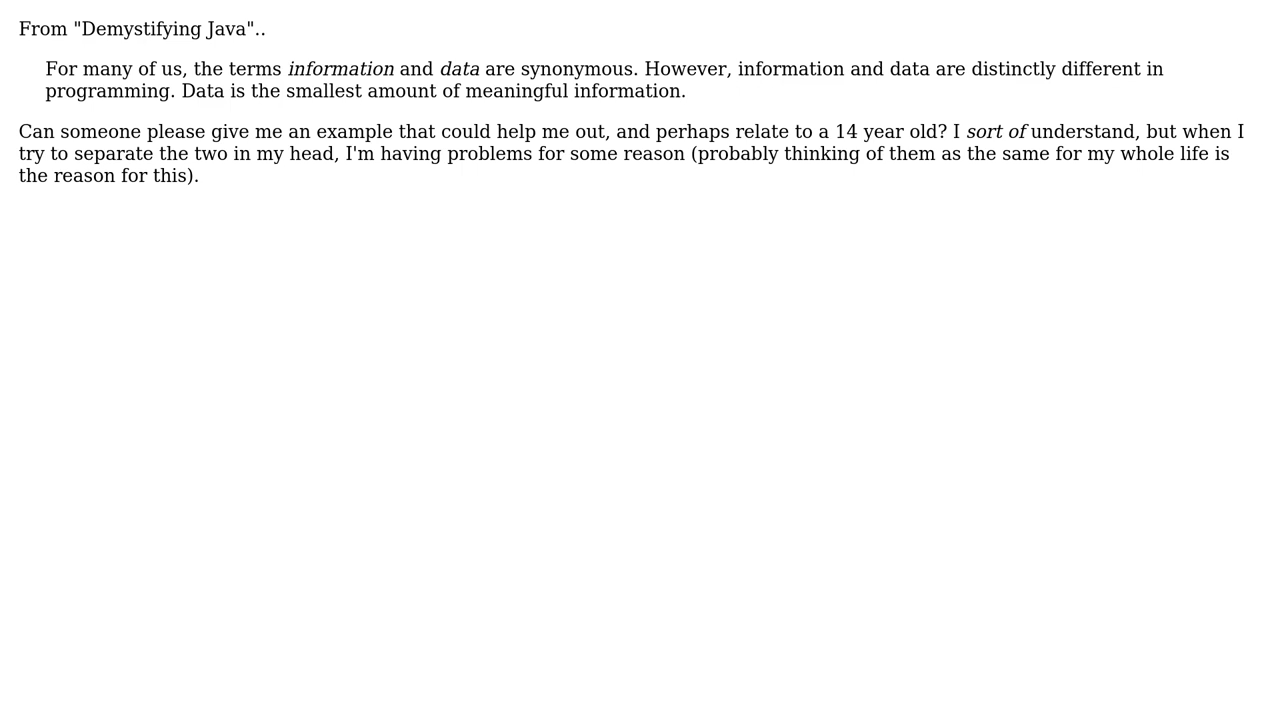 From "Demystifying Java"..
For many of us, the terms information and data are synonymous. However, information and data are distinctly different in
programming. Data is the smallest amount of meaningful information.
Can someone please give me an example that could help me out, and perhaps relate to a 14 year old? I sort of understand, but when I
try to separate the two in my head, I'm having problems for some reason (probably thinking of them as the same for my whole life is
the reason for this).